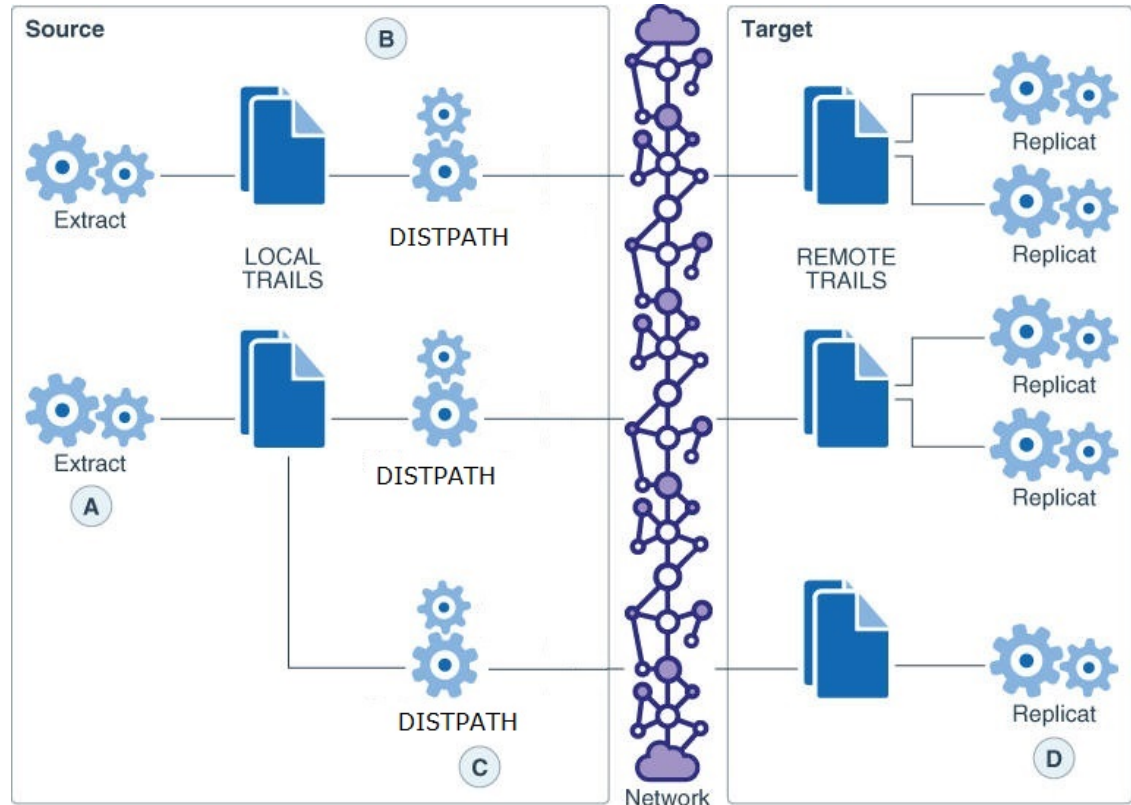 Source
B
Target
Extract
LOCAL
TRAILS
DISTPATH
REMOTE
TRAILS
Replicat
Replicat
Extract
A
DISTPATH
Replicat
Replicat
DISTPATH
C
Network
Replicat
D